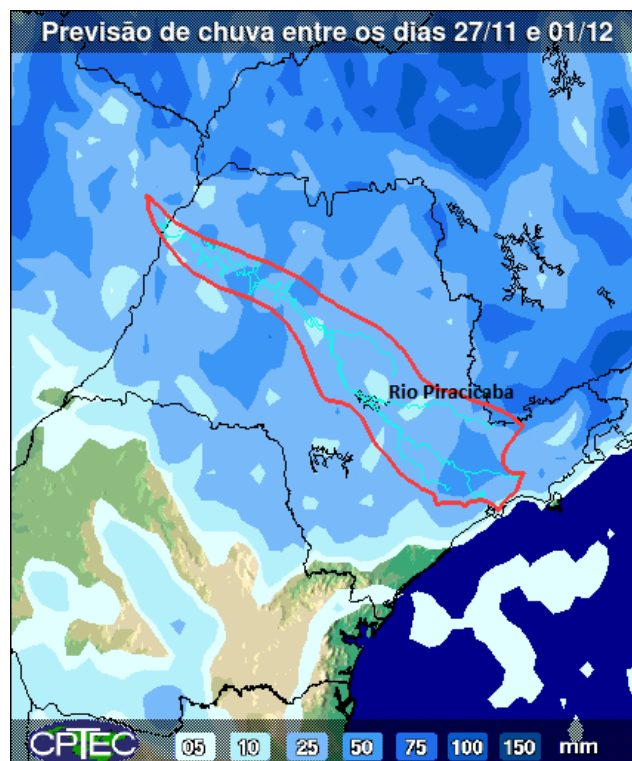 Previsão de chuva entre os dias 27/11 e 01/12
Rio Piracicaba
CPTEC 05 10 25 50 75 100 150 mm